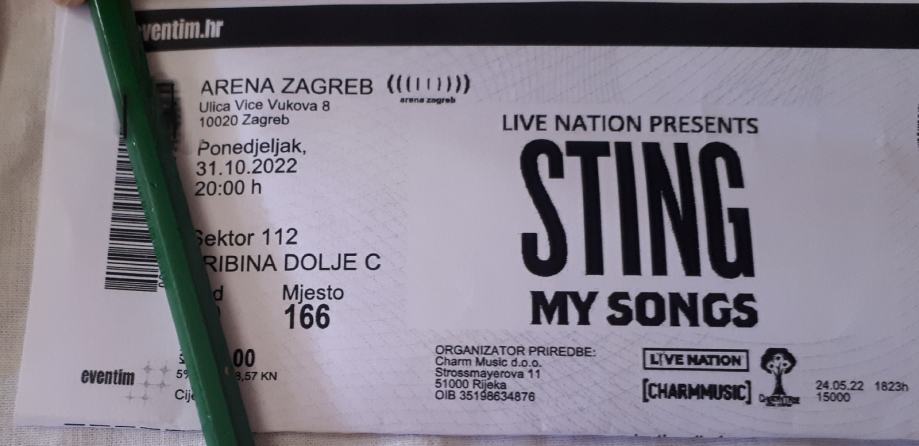 eventim.hr
ARENA ZAGREB
arena zagreb
Ulica Vice Vukova 8
10020 Zagreb
Ponedjeljak,
31.10.2022
20:00 h
Sektor 112
RIBINA DOLJE C
Mjesto
166
LIVE NATION PRESENTS
STING
MY SONGS
ORGANIZATOR PRIREDBE:
Charm Music d.o.o.
Strossmayerova 11
51000 Rijeka
OIB 35198634876
LIVE NATION
[CHARMMUSIC]
24.05.22 1823h
15000
eventim
00
8,57 KN